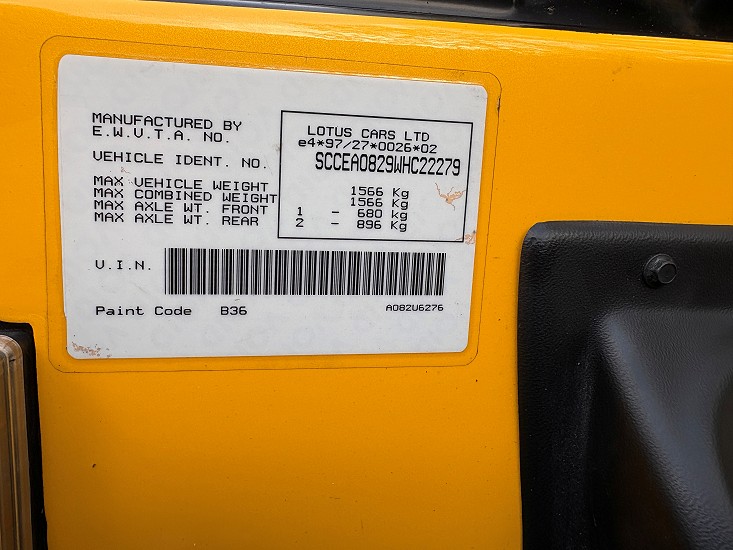 MANUFACTURED BY LOTUS CARS LTD
E.W.V.T.A. NO. e4*97/27*0026*02
VEHICLE IDENT. NO. SCCEA0829WHC22279
MAX VEHICLE WEIGHT 1566 Kg
MAX COMBINED WEIGHT 1566 Kg
MAX AXLE WT. FRONT 1 - 680 kg
MAX AXLE WT. REAR 2 - 896 Kg
V.I.N.
Paint Code B36 A082U6276